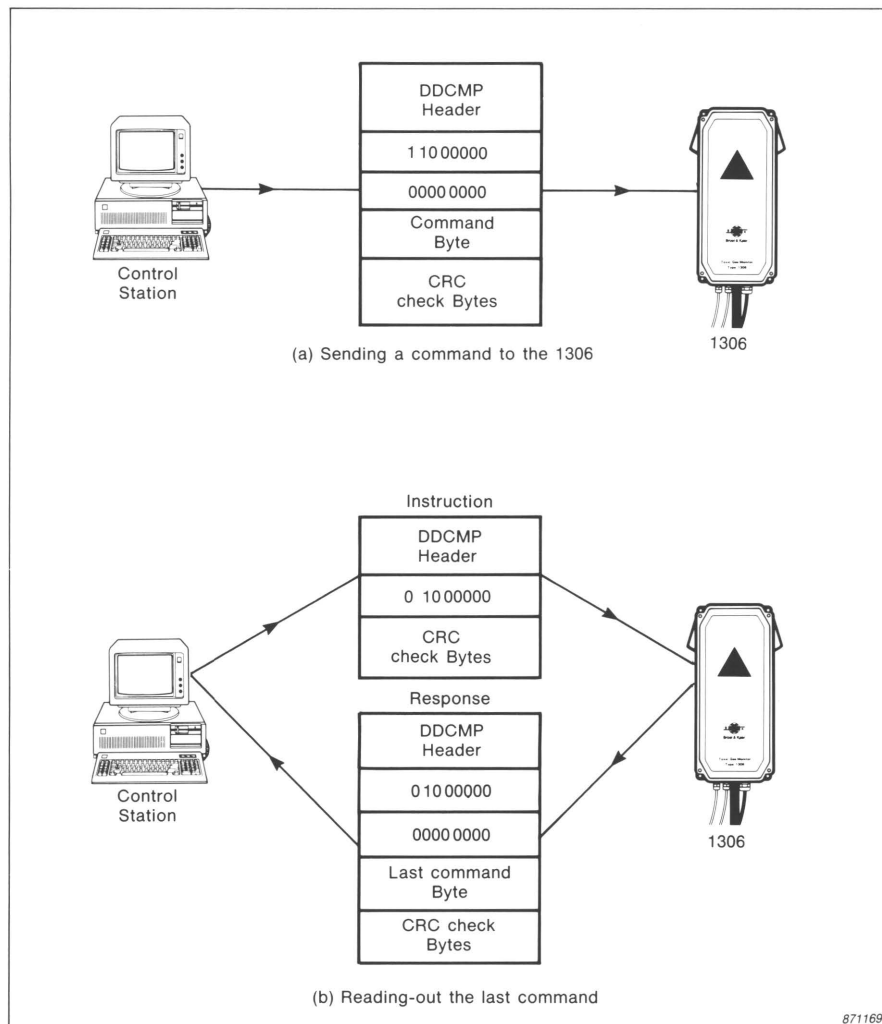 DDCMP
Header
1 10 00000
0000 0000
Command
Byte
CRC
check Bytes
Control
Station
1306
(a) Sending a command to the 1306
Instruction
DDCMP
Header
0 10 00000
CRC
check Bytes
Response
DDCMP
Header
0 10 00000
0000 0000
Last command
Byte
CRC check
Bytes
Control
Station
1306
(b) Reading-out the last command
871169